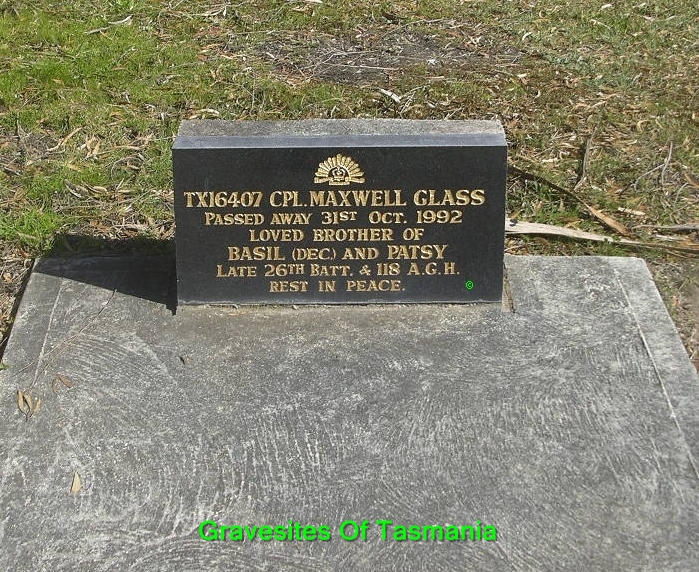 TX16407 CPL. MAXWELL GLASS
PASSED AWAY 31ST OCT. 1992
LOVED BROTHER OF
BASIL (DEC.) AND PATSY
LATE 26TH BATT. & 118 A.G.H.
REST IN PEACE.
©
Gravesites Of Tasmania